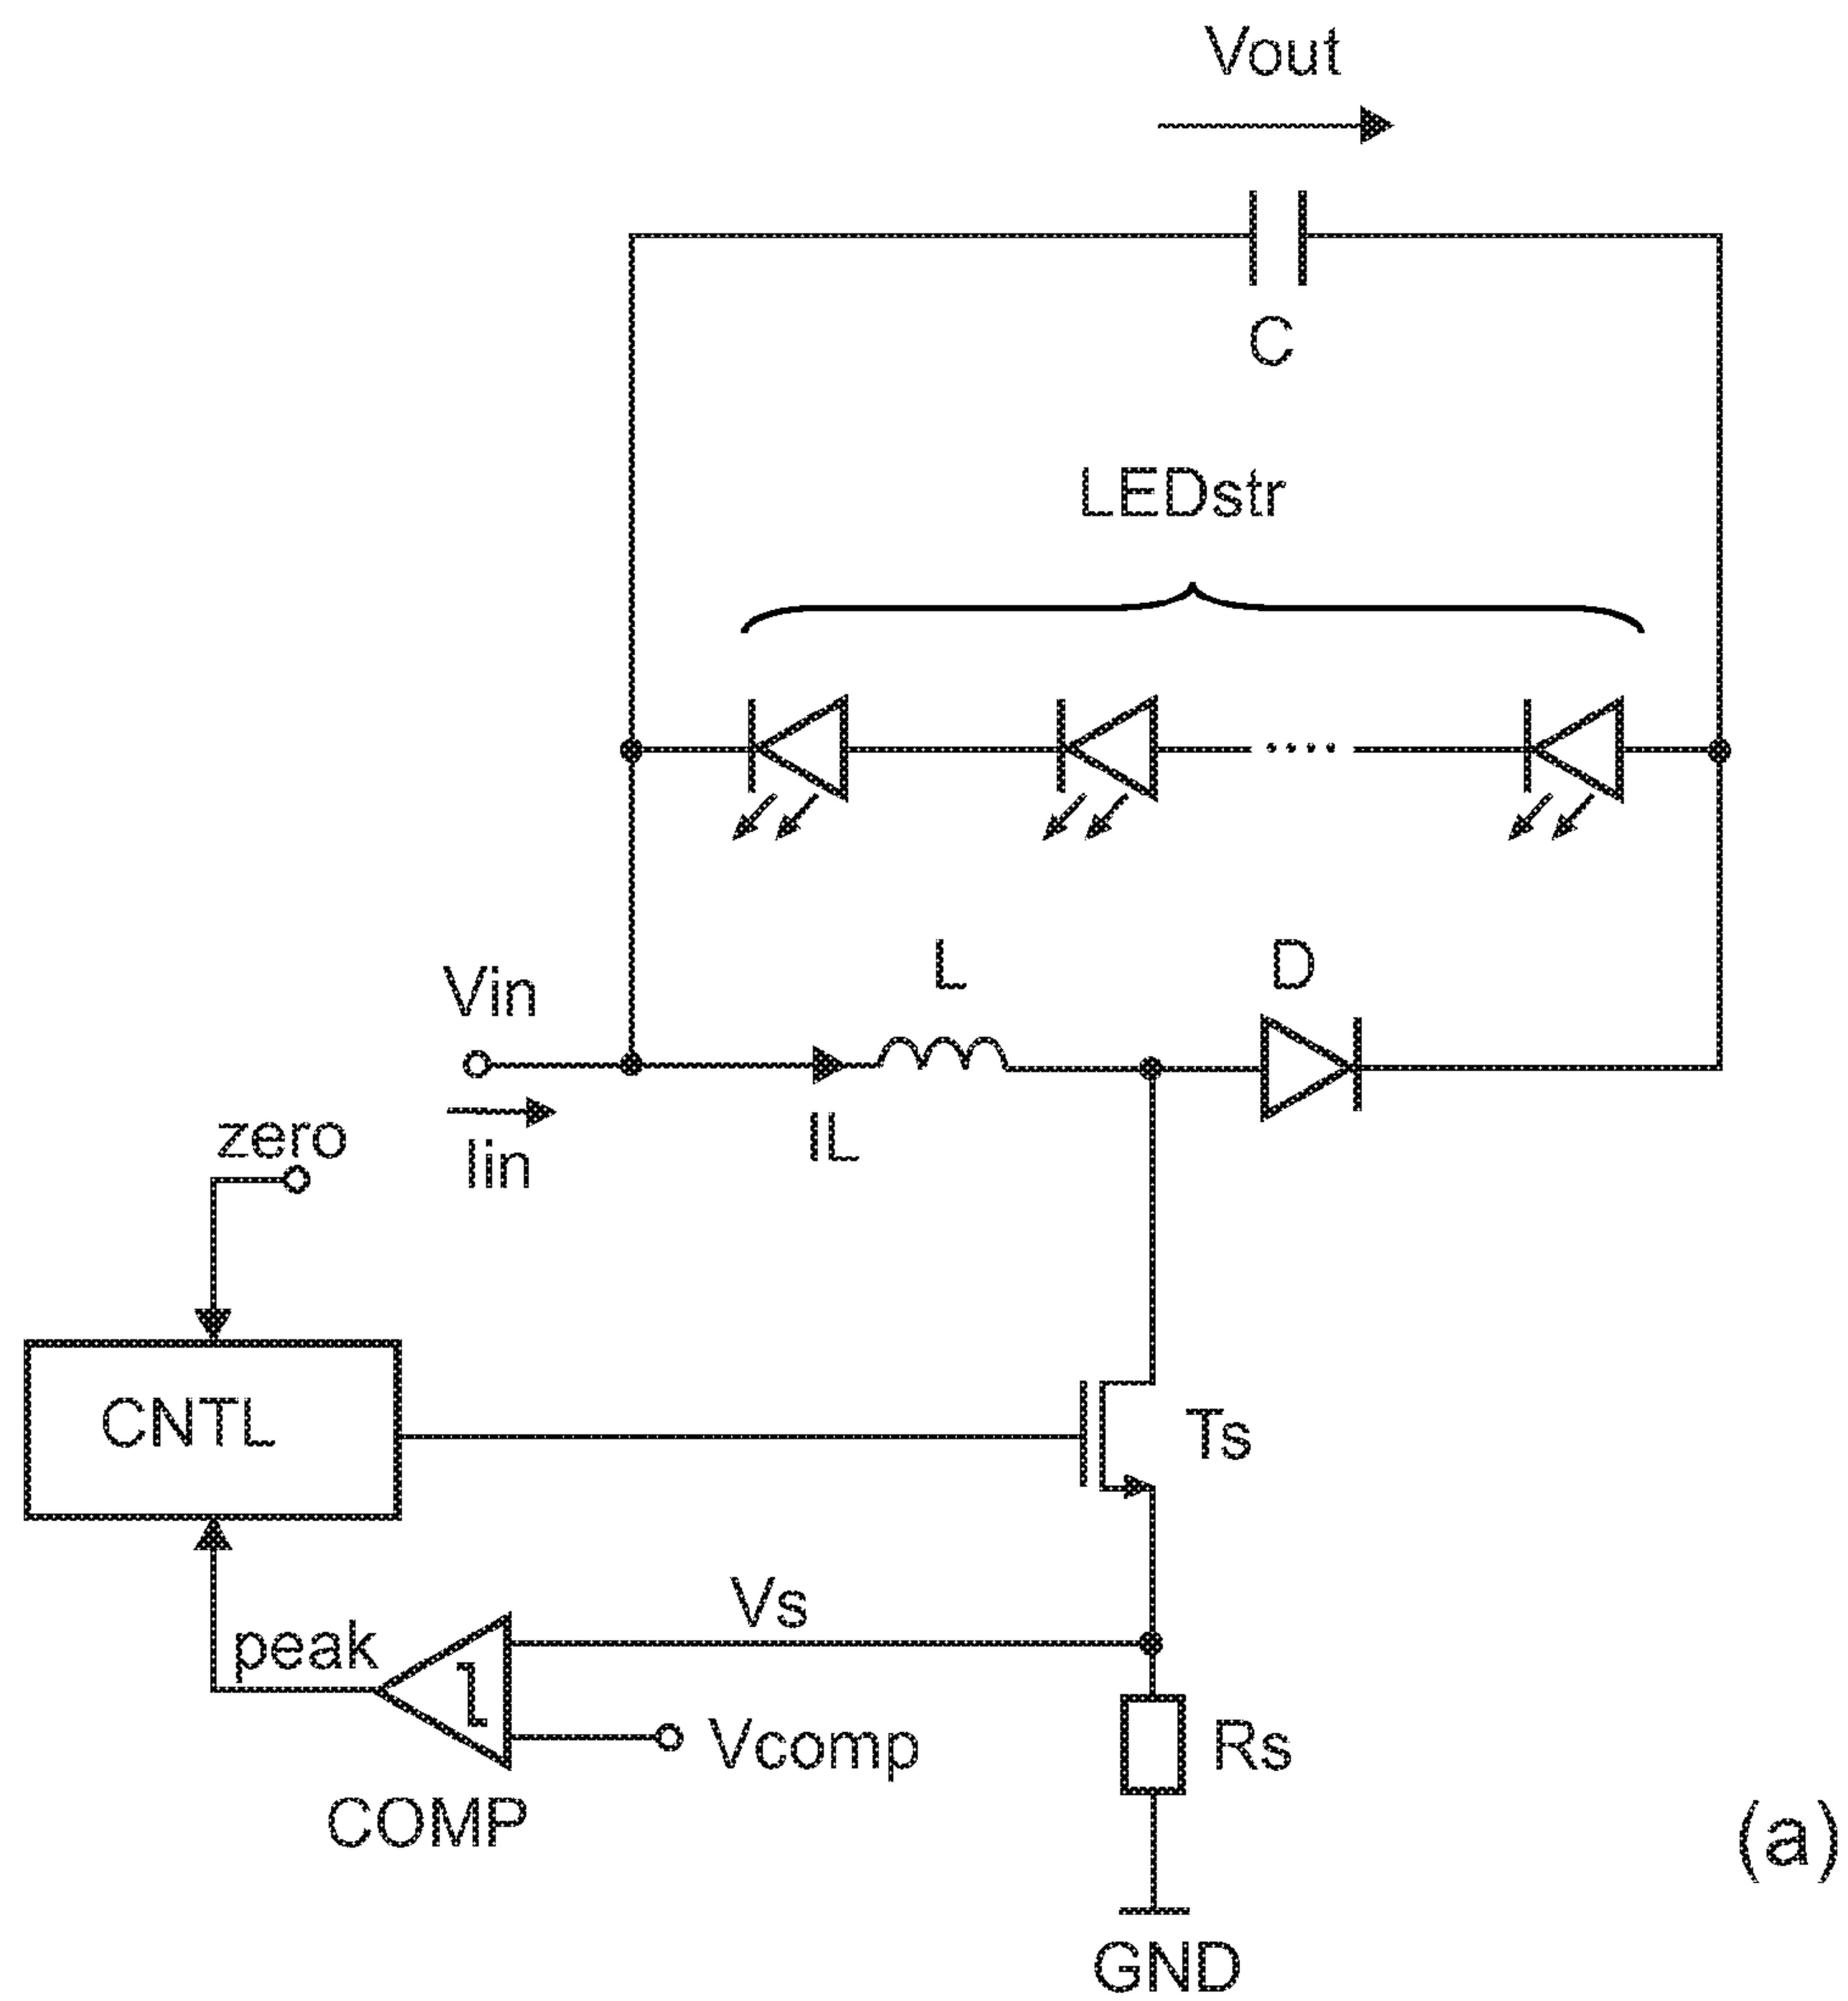 Vout
C
LEDstr
L
D
Vin
Iin
IL
zero
CNTL
Ts
Vs
peak
Vcomp
Rs
COMP
(a)
GND